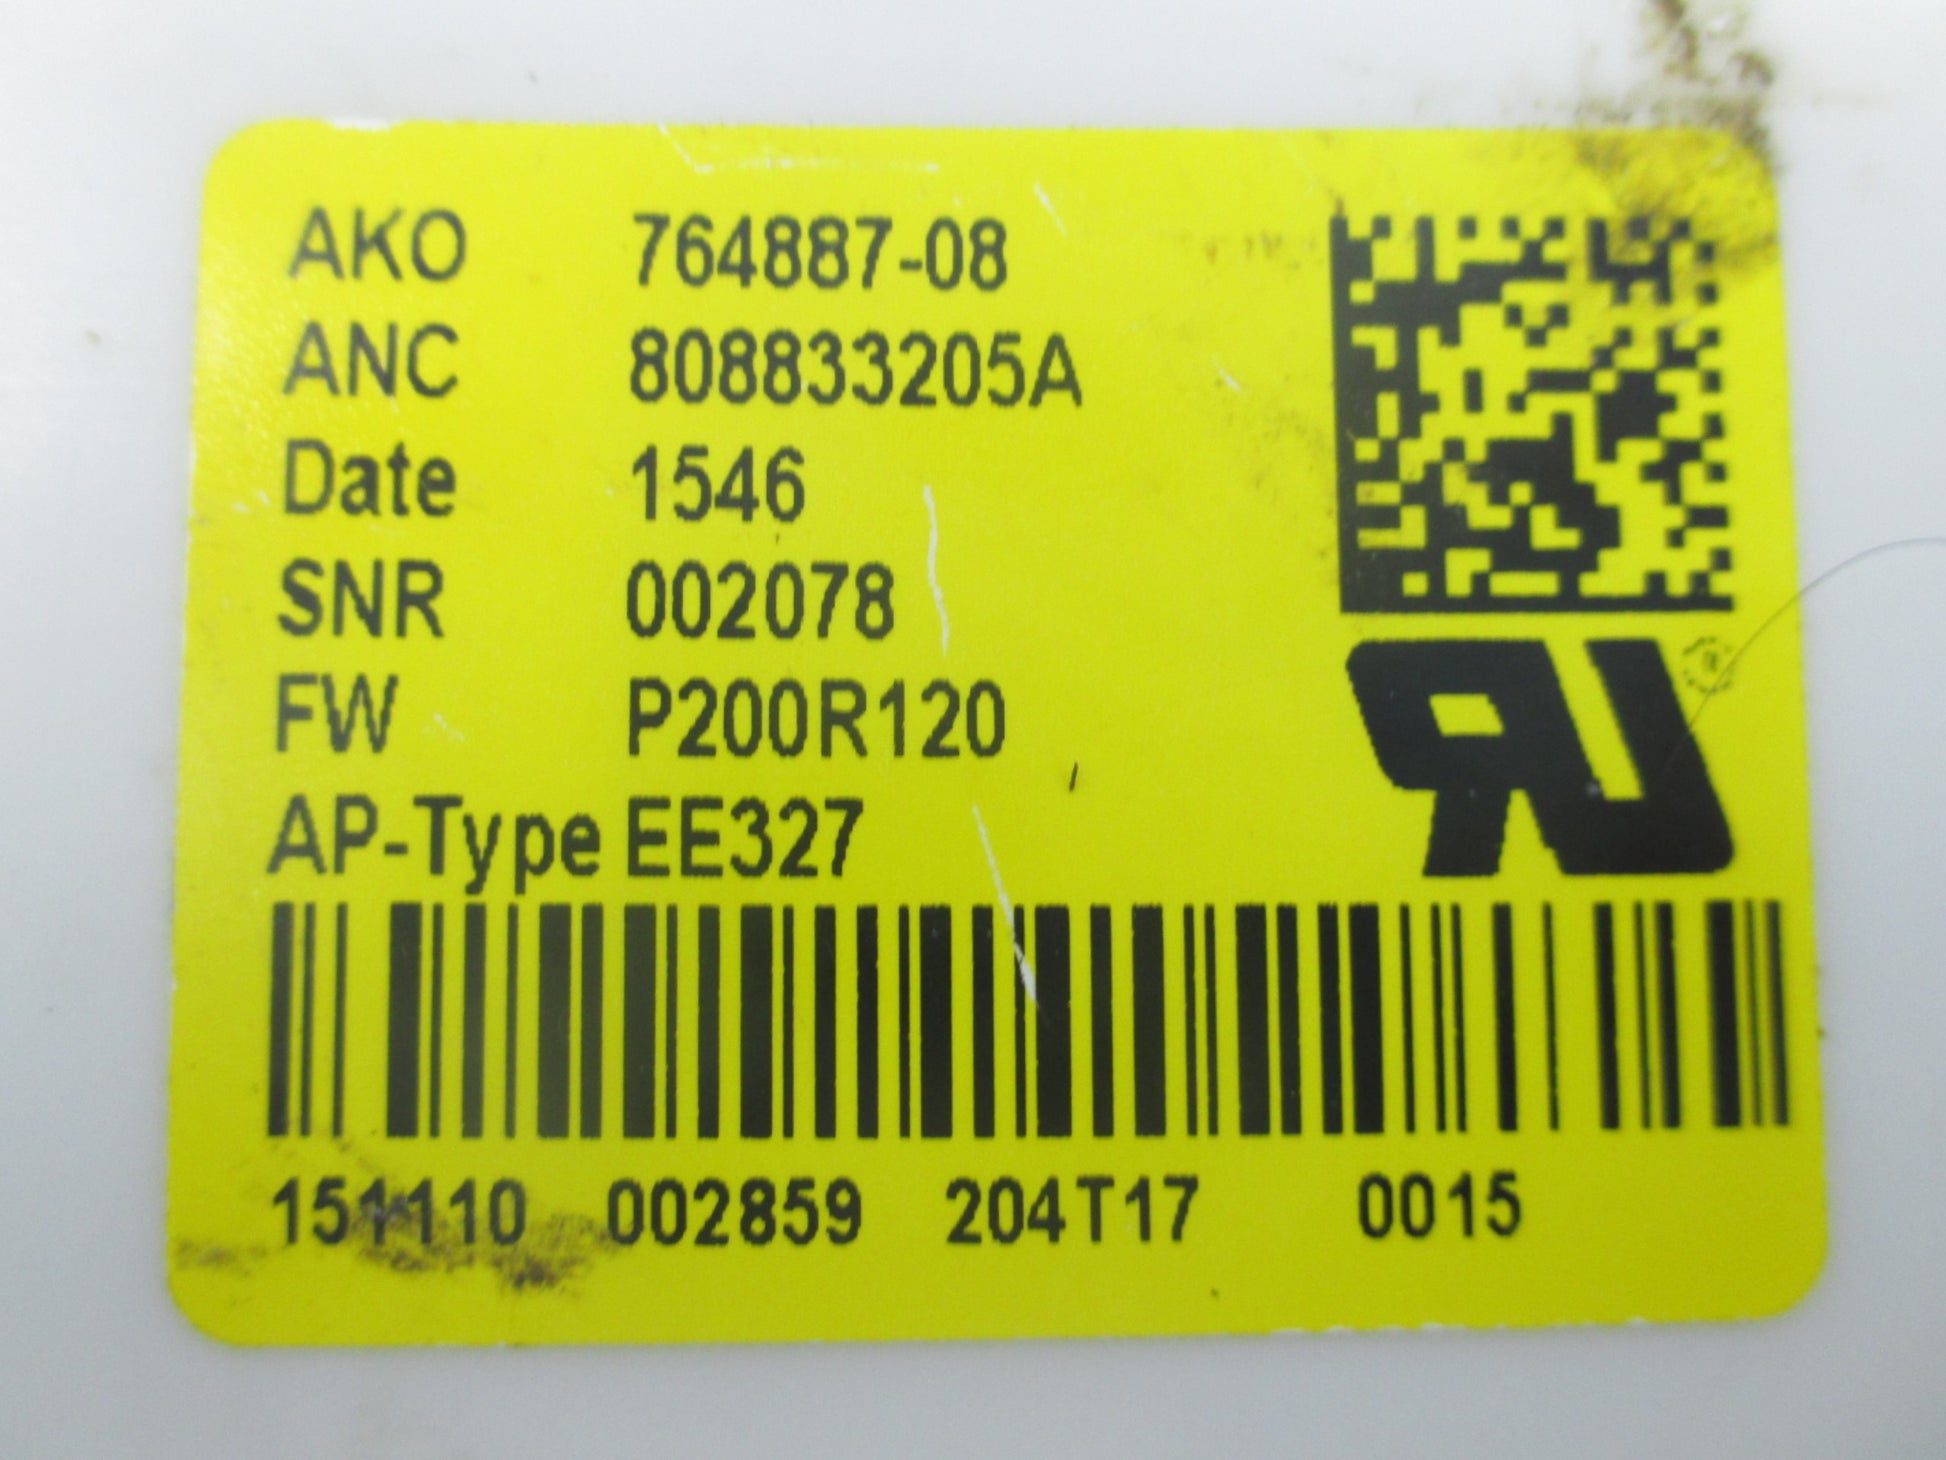 AKO 764887-08
ANC 808833205A
Date 1546
SNR 002078
FW P200R120
AP-Type EE327
151110 002859 204T17 0015